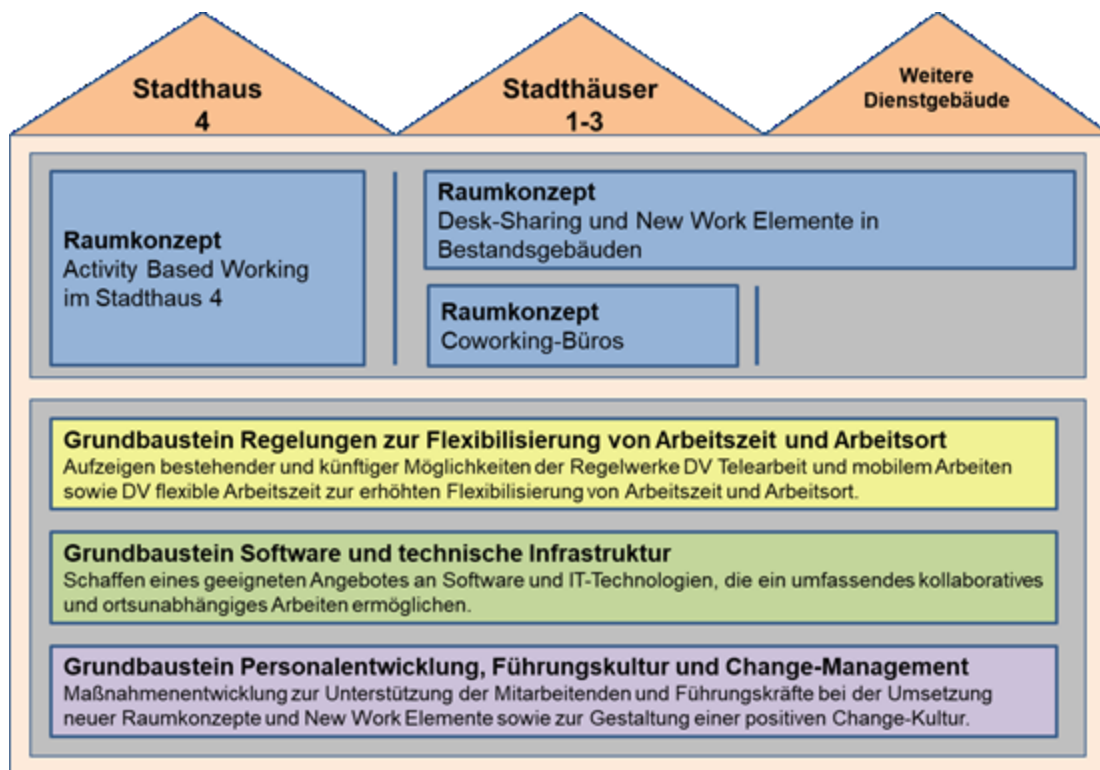 Stadthaus
4
Stadthäuser
1-3
Weitere
Dienstgebäude
Raumkonzept
Activity Based Working
im Stadthaus 4
Raumkonzept
Desk-Sharing und New Work Elemente in
Bestandsgebäuden
Raumkonzept
Coworking-Büros
Grundbaustein Regelungen zur Flexibilisierung von Arbeitszeit und Arbeitsort
Aufzeigen bestehender und künftiger Möglichkeiten der Regelwerke DV Telearbeit und mobilem Arbeiten
sowie DV flexible Arbeitszeit zur erhöhten Flexibilisierung von Arbeitszeit und Arbeitsort.
Grundbaustein Software und technische Infrastruktur
Schaffen eines geeigneten Angebotes an Software und IT-Technologien, die ein umfassendes kollaboratives
und ortsunabhängiges Arbeiten ermöglichen.
Grundbaustein Personalentwicklung, Führungskultur und Change-Management
Maßnahmenentwicklung zur Unterstützung der Mitarbeitenden und Führungskräfte bei der Umsetzung
neuer Raumkonzepte und New Work Elemente sowie zur Gestaltung einer positiven Change-Kultur.